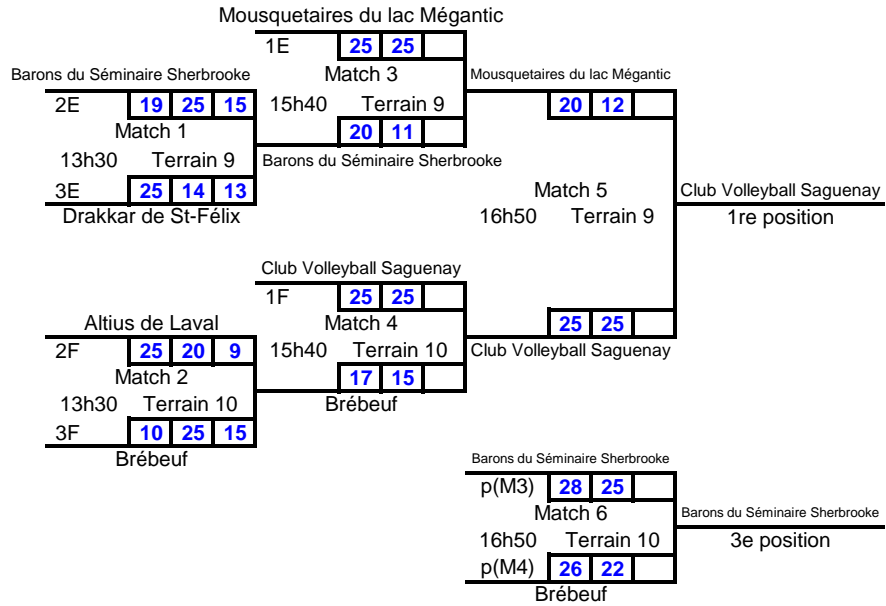 Mousquetaires du lac Mégantic
1E 25 25
Match 3
15h40 Terrain 9
20 11
Barons du Séminaire Sherbrooke
Barons du Séminaire Sherbrooke
2E 19 25 15
Match 1
13h30 Terrain 9
3E 25 14 13
Drakkar de St-Félix
Mousquetaires du lac Mégantic
20 12
Match 5
16h50 Terrain 9
25 25
Club Volleyball Saguenay
Club Volleyball Saguenay
1re position
Club Volleyball Saguenay
1F 25 25
Match 4
15h40 Terrain 10
17 15
Brébeuf
Altius de Laval
2F 25 20 9
Match 2
13h30 Terrain 10
3F 10 25 15
Brébeuf
Barons du Séminaire Sherbrooke
p(M3) 28 25
Match 6
16h50 Terrain 10
p(M4) 26 22
Brébeuf
Barons du Séminaire Sherbrooke
3e position